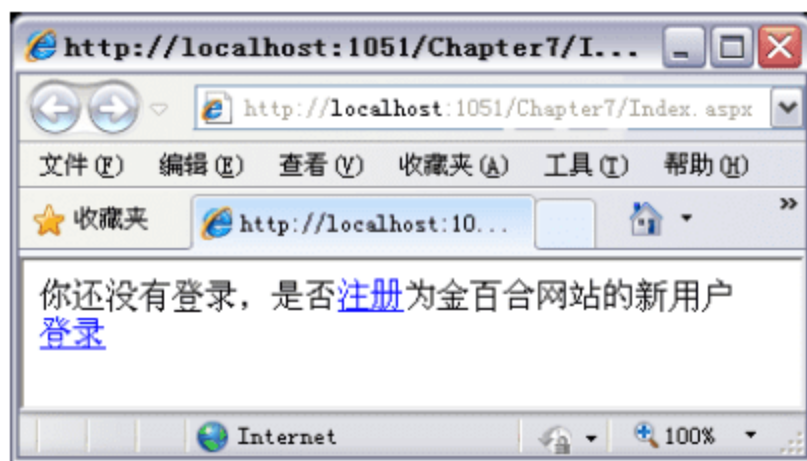 http://localhost:1051/Chapter7/I...
http://localhost:1051/Chapter7/Index.aspx
文件(F) 编辑(E) 查看(V) 收藏夹(A) 工具(T) 帮助(H)
收藏夹 http://localhost:10... »
你还没有登录，是否注册为金百合网站的新用户
登录
Internet 100%